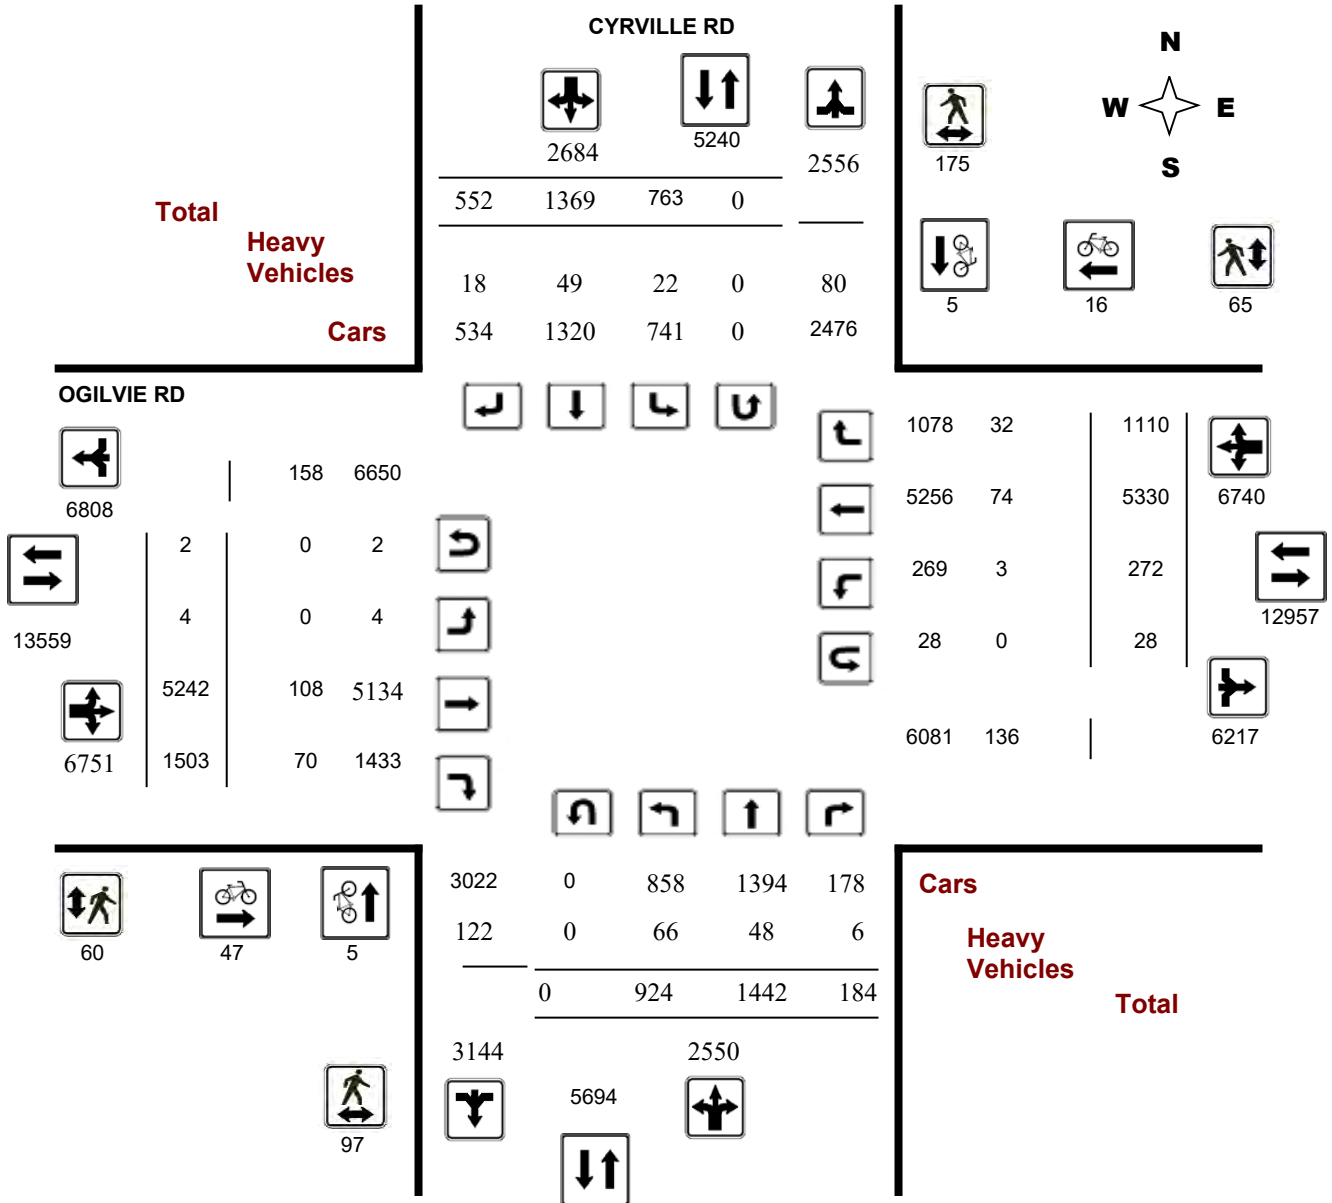 CYRVILLE RD
N
W E
S
2684 5240 2556 175
552 1369 763 0
Total
Heavy
Vehicles
18 49 22 0 80
5 16 65
Cars 534 1320 741 0 2476
OGILVIE RD
1078 32 1110
158 6650
6808
5256 74 5330 6740
2 0 2
269 3 272
12957
4 0 4
13559
28 0 28
5242 108 5134
6081 136 6217
6751 1503 70 1433
3022 0 858 1394 178 Cars
122 0 66 48 6 Heavy
Vehicles
60 47 5
0 924 1442 184 Total
3144 2550
5694
97